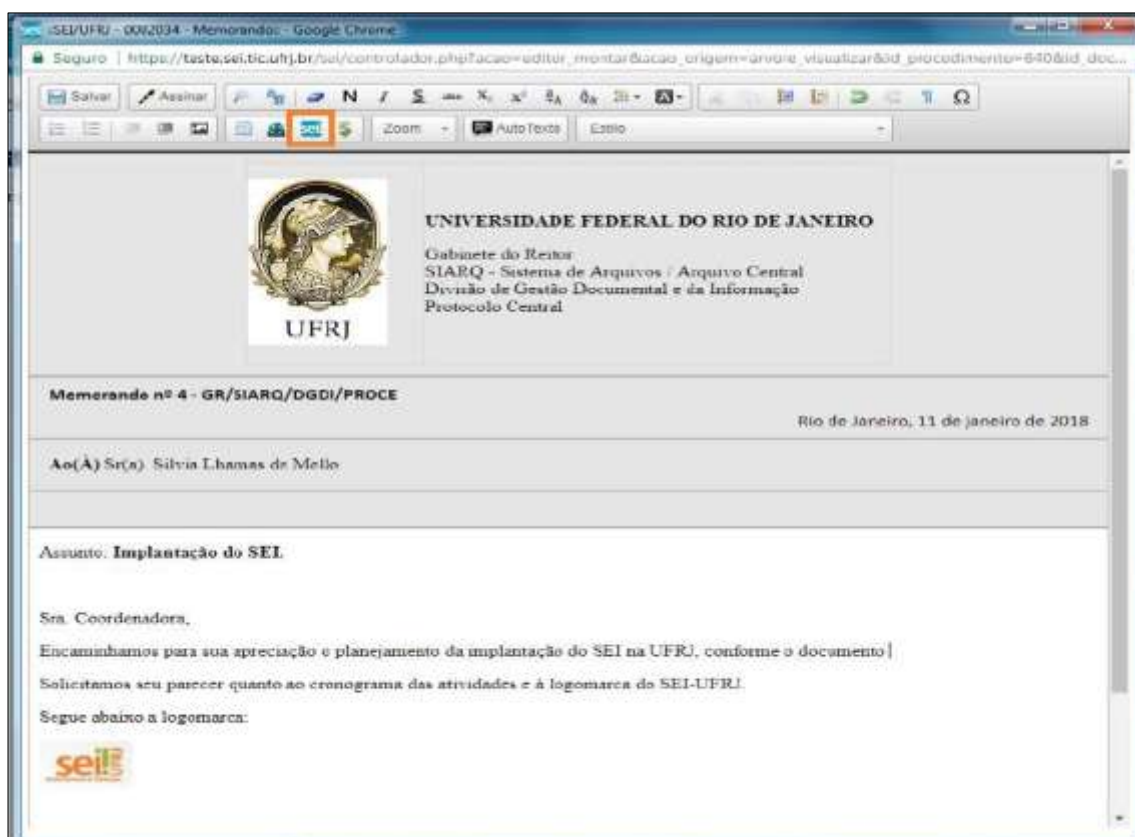 SEI/UFRJ - 0002034 - Memorando: - Google Chrome
Seguro | https://teste.sei.tic.ufrj.br/sei/controlador.php?acao=editor_montar&acao_origem=arvore_visualizar&id_procedimento=640&id_doc...
Salvar Assinar N I S abc X₂ x²
sei! $ Zoom AutoTexto Estilo
UNIVERSIDADE FEDERAL DO RIO DE JANEIRO
Gabinete do Reitor
SIARQ - Sistema de Arquivos / Arquivo Central
Divisão de Gestão Documental e da Informação
Protocolo Central
UFRJ
Memorando nº 4 - GR/SIARQ/DGDI/PROCE
Rio de Janeiro, 11 de janeiro de 2018
Ao(À) Sr(a) Silvia Lhamas de Mello
Assunto: Implantação do SEI.
Sra. Coordenadora,
Encaminhamos para sua apreciação o planejamento da implantação do SEI na UFRJ, conforme o documento
Solicitamos seu parecer quanto ao cronograma das atividades e à logomarca do SEI-UFRJ.
Segue abaixo a logomarca:
sei!